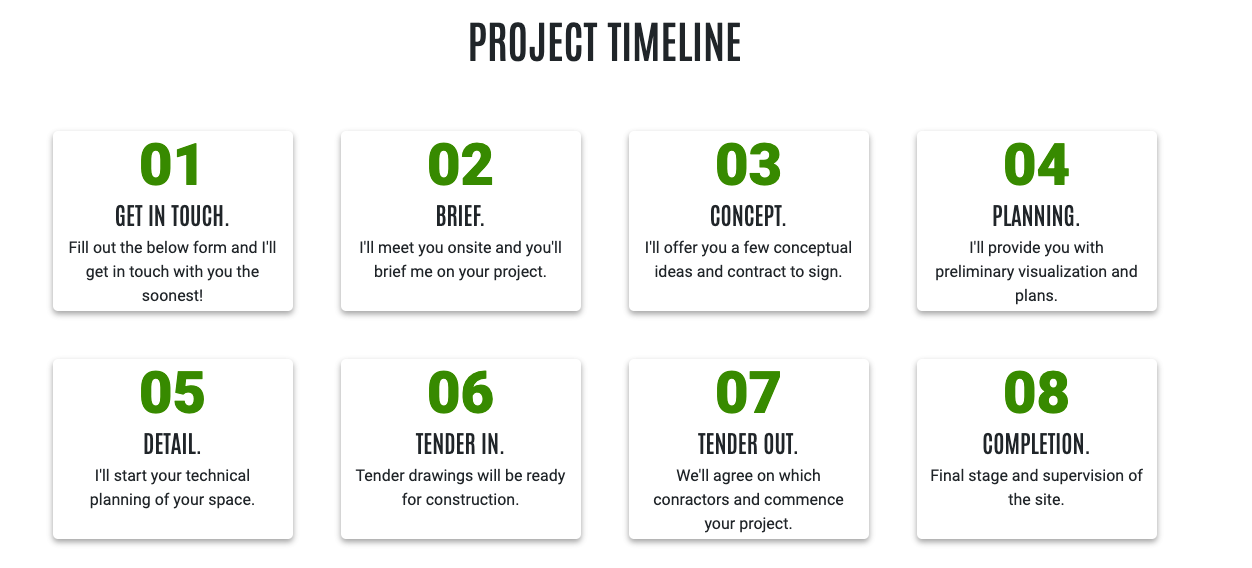 PROJECT TIMELINE
01
GET IN TOUCH.
Fill out the below form and I'll
get in touch with you the
soonest!
02
BRIEF.
I'll meet you onsite and you'll
brief me on your project.
03
CONCEPT.
I'll offer you a few conceptual
ideas and contract to sign.
04
PLANNING.
I'll provide you with
preliminary visualization and
plans.
05
DETAIL.
I'll start your technical
planning of your space.
06
TENDER IN.
Tender drawings will be ready
for construction.
07
TENDER OUT.
We'll agree on which
conractors and commence
your project.
08
COMPLETION.
Final stage and supervision of
the site.